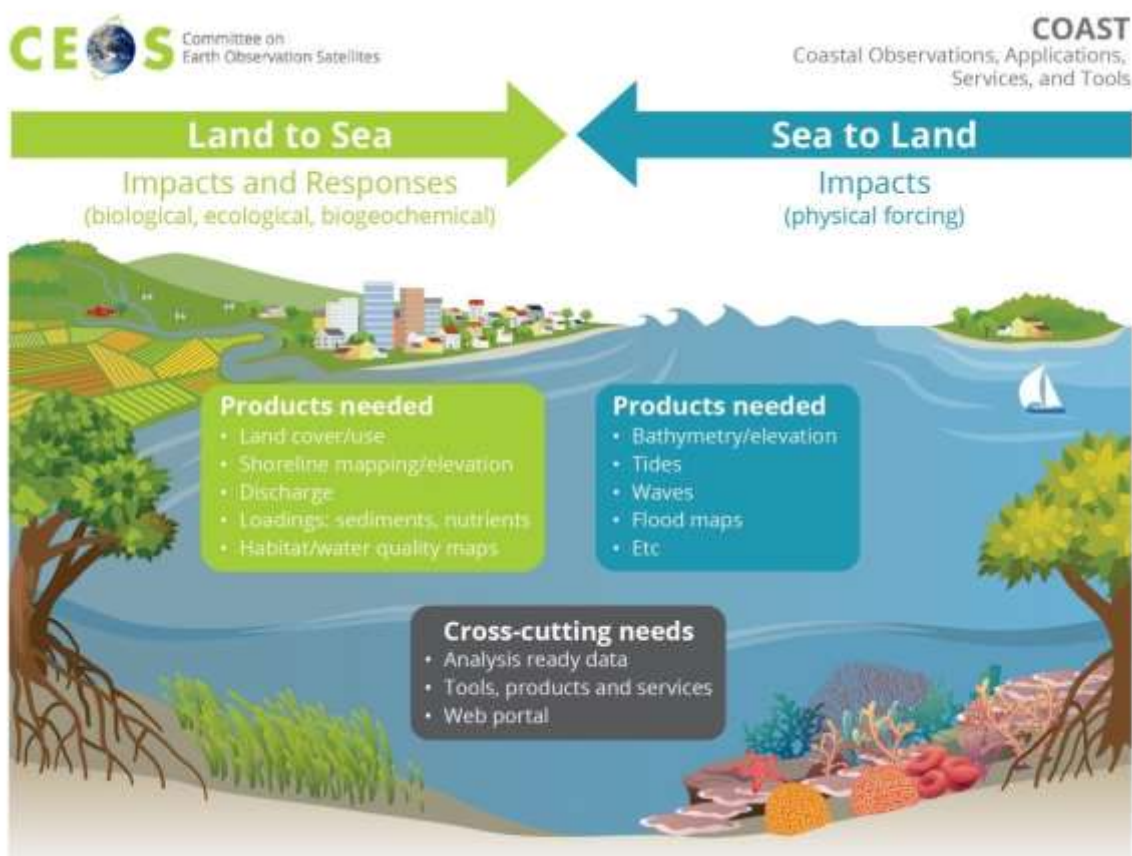 CEOS
Committee on
Earth Observation Satellites
COAST
Coastal Observations, Applications,
Services, and Tools
Land to Sea
Impacts and Responses
(biological, ecological, biogeochemical)
Sea to Land
Impacts
(physical forcing)
Products needed
• Land cover/use
• Shoreline mapping/elevation
• Discharge
• Loadings: sediments, nutrients
• Habitat/water quality maps
Products needed
• Bathymetry/elevation
• Tides
• Waves
• Flood maps
• Etc
Cross-cutting needs
• Analysis ready data
• Tools, products and services
• Web portal